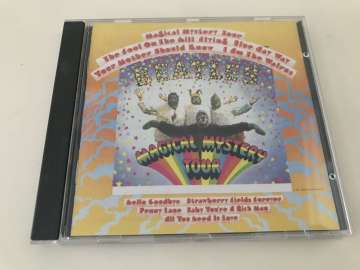 Magical Mystery Tour
The Fool On The Hill Flying Blue Jay Way
Your Mother Should Know I Am The Walrus
BEATLES
MAGICAL MYSTERY
TOUR
Hello Goodbye Strawberry Fields Forever
Penny Lane Baby You're A Rich Man
All You Need Is Love